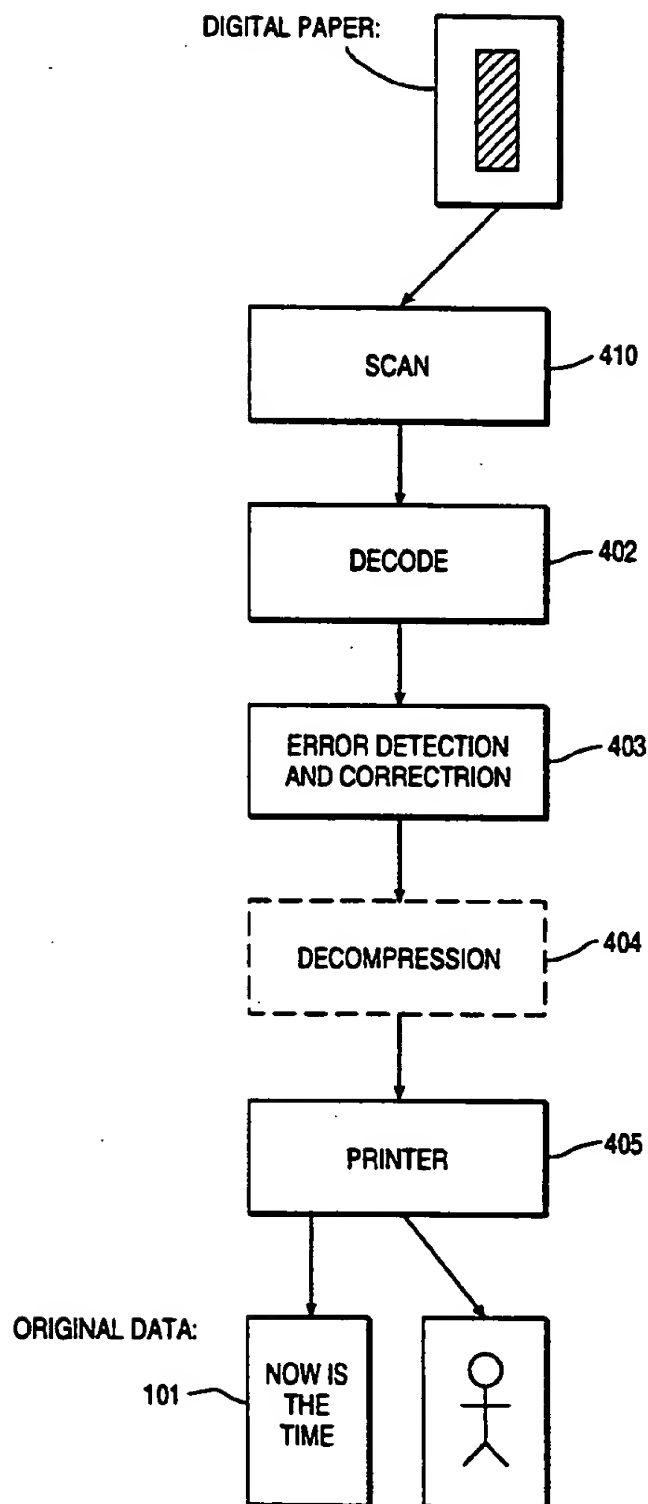 DIGITAL PAPER:
SCAN
410
DECODE
402
ERROR DETECTION
AND CORRECTRION
403
DECOMPRESSION
404
PRINTER
405
ORIGINAL DATA:
101
NOW IS
THE
TIME